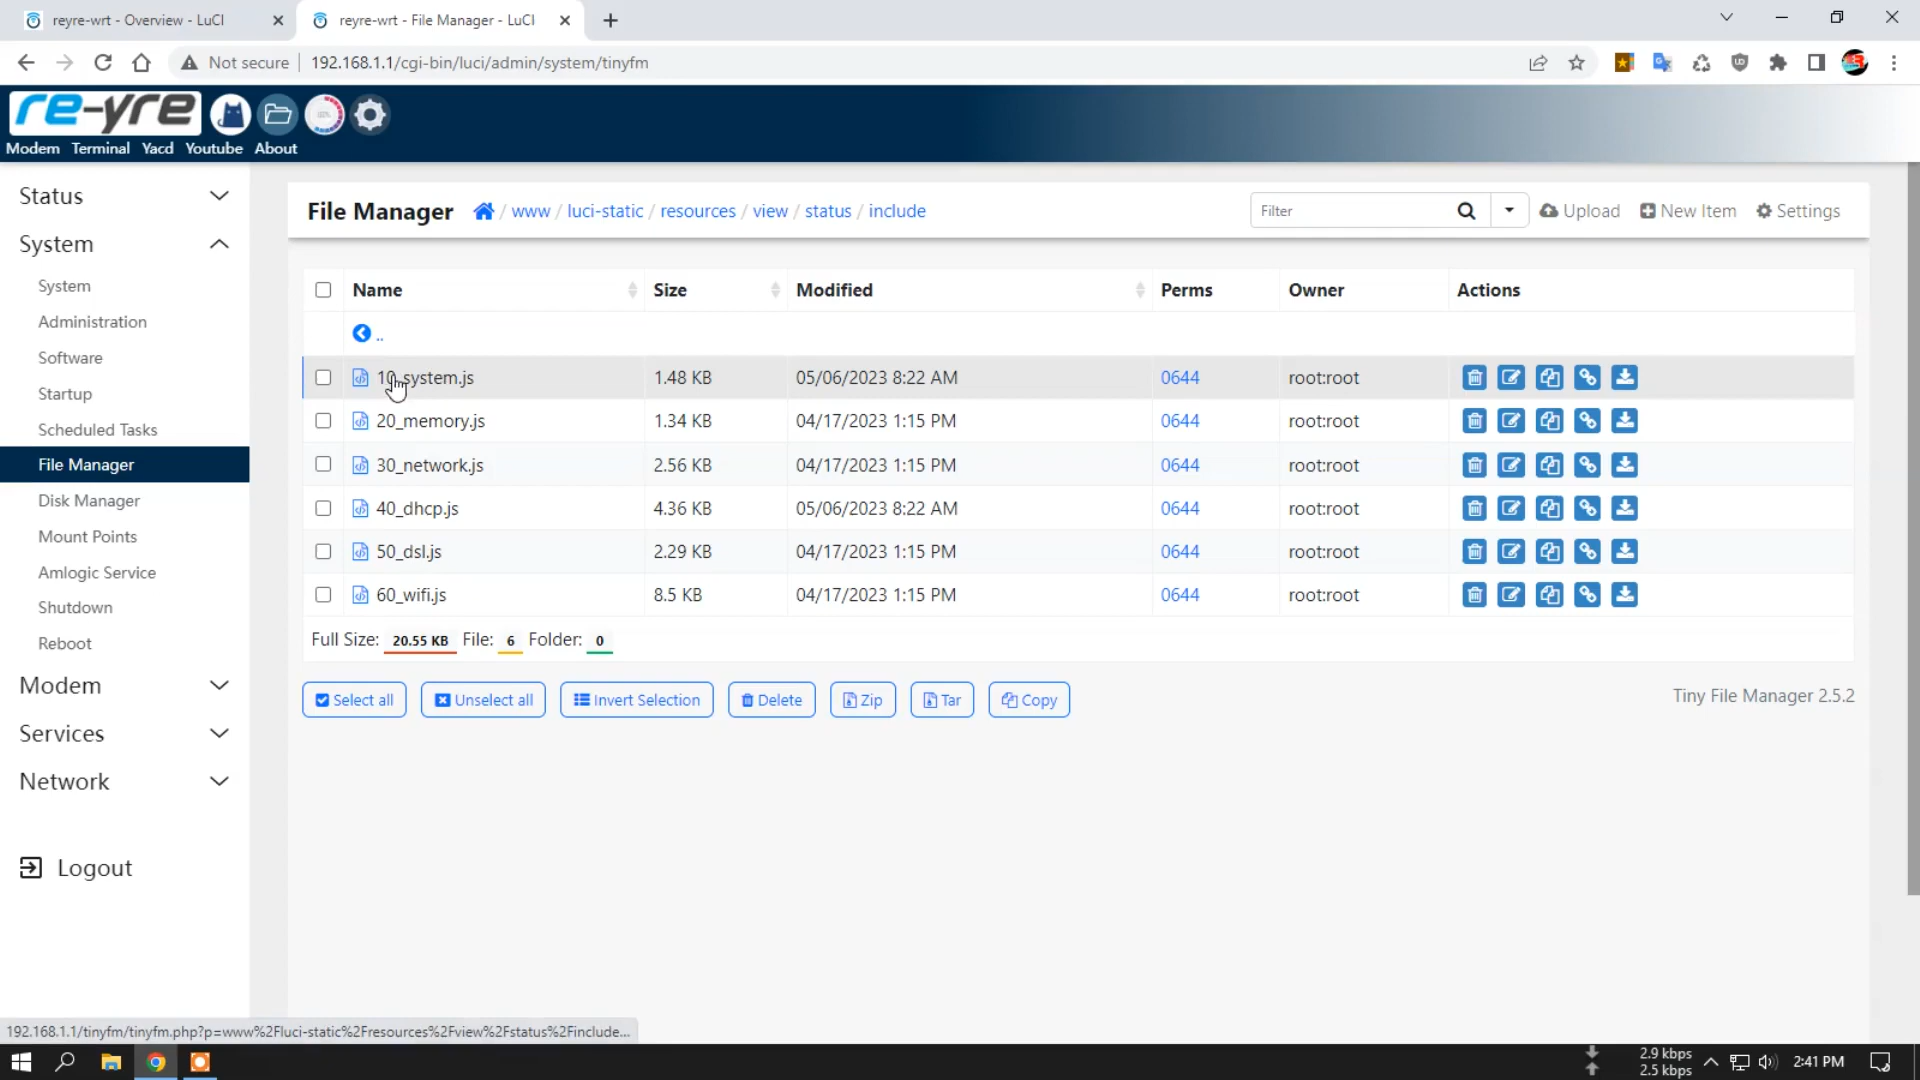 reyre-wrt - Overview - LuCI
reyre-wrt - File Manager - LuCI
Not secure
192.168.1.1/cgi-bin/luci/admin/system/tinyfm
re-yre
Modem Terminal Yacd Youtube About
Status
System
System
Administration
Software
Startup
Scheduled Tasks
File Manager
Disk Manager
Mount Points
Amlogic Service
Shutdown
Reboot
Modem
Services
Network
Logout
File Manager / www / luci-static / resources / view / status / include
Filter
Upload
New Item
Settings
Name Size Modified Perms Owner Actions
..
10_system.js 1.48 KB 05/06/2023 8:22 AM 0644 root:root
20_memory.js 1.34 KB 04/17/2023 1:15 PM 0644 root:root
30_network.js 2.56 KB 04/17/2023 1:15 PM 0644 root:root
40_dhcp.js 4.36 KB 05/06/2023 8:22 AM 0644 root:root
50_dsl.js 2.29 KB 04/17/2023 1:15 PM 0644 root:root
60_wifi.js 8.5 KB 04/17/2023 1:15 PM 0644 root:root
Full Size: 20.55 KB File: 6 Folder: 0
Select all Unselect all Invert Selection Delete Zip Tar Copy
Tiny File Manager 2.5.2
192.168.1.1/tinyfm/tinyfm.php?p=www%2Fluci-static%2Fresources%2Fview%2Fstatus%2Finclude...
2.9 kbps
2.5 kbps
2:41 PM